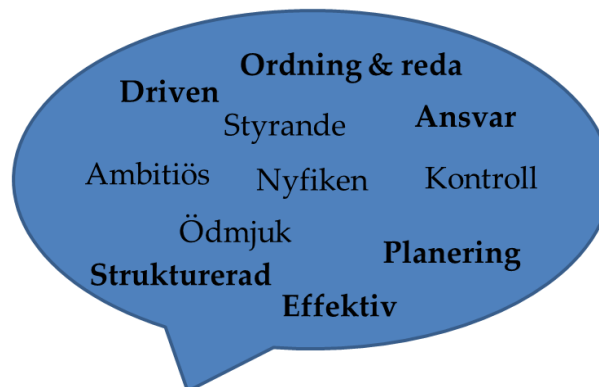 Ordning & reda
Driven
Styrande
Ansvar
Ambitiös
Nyfiken
Kontroll
Ödmjuk
Planering
Strukturerad
Effektiv